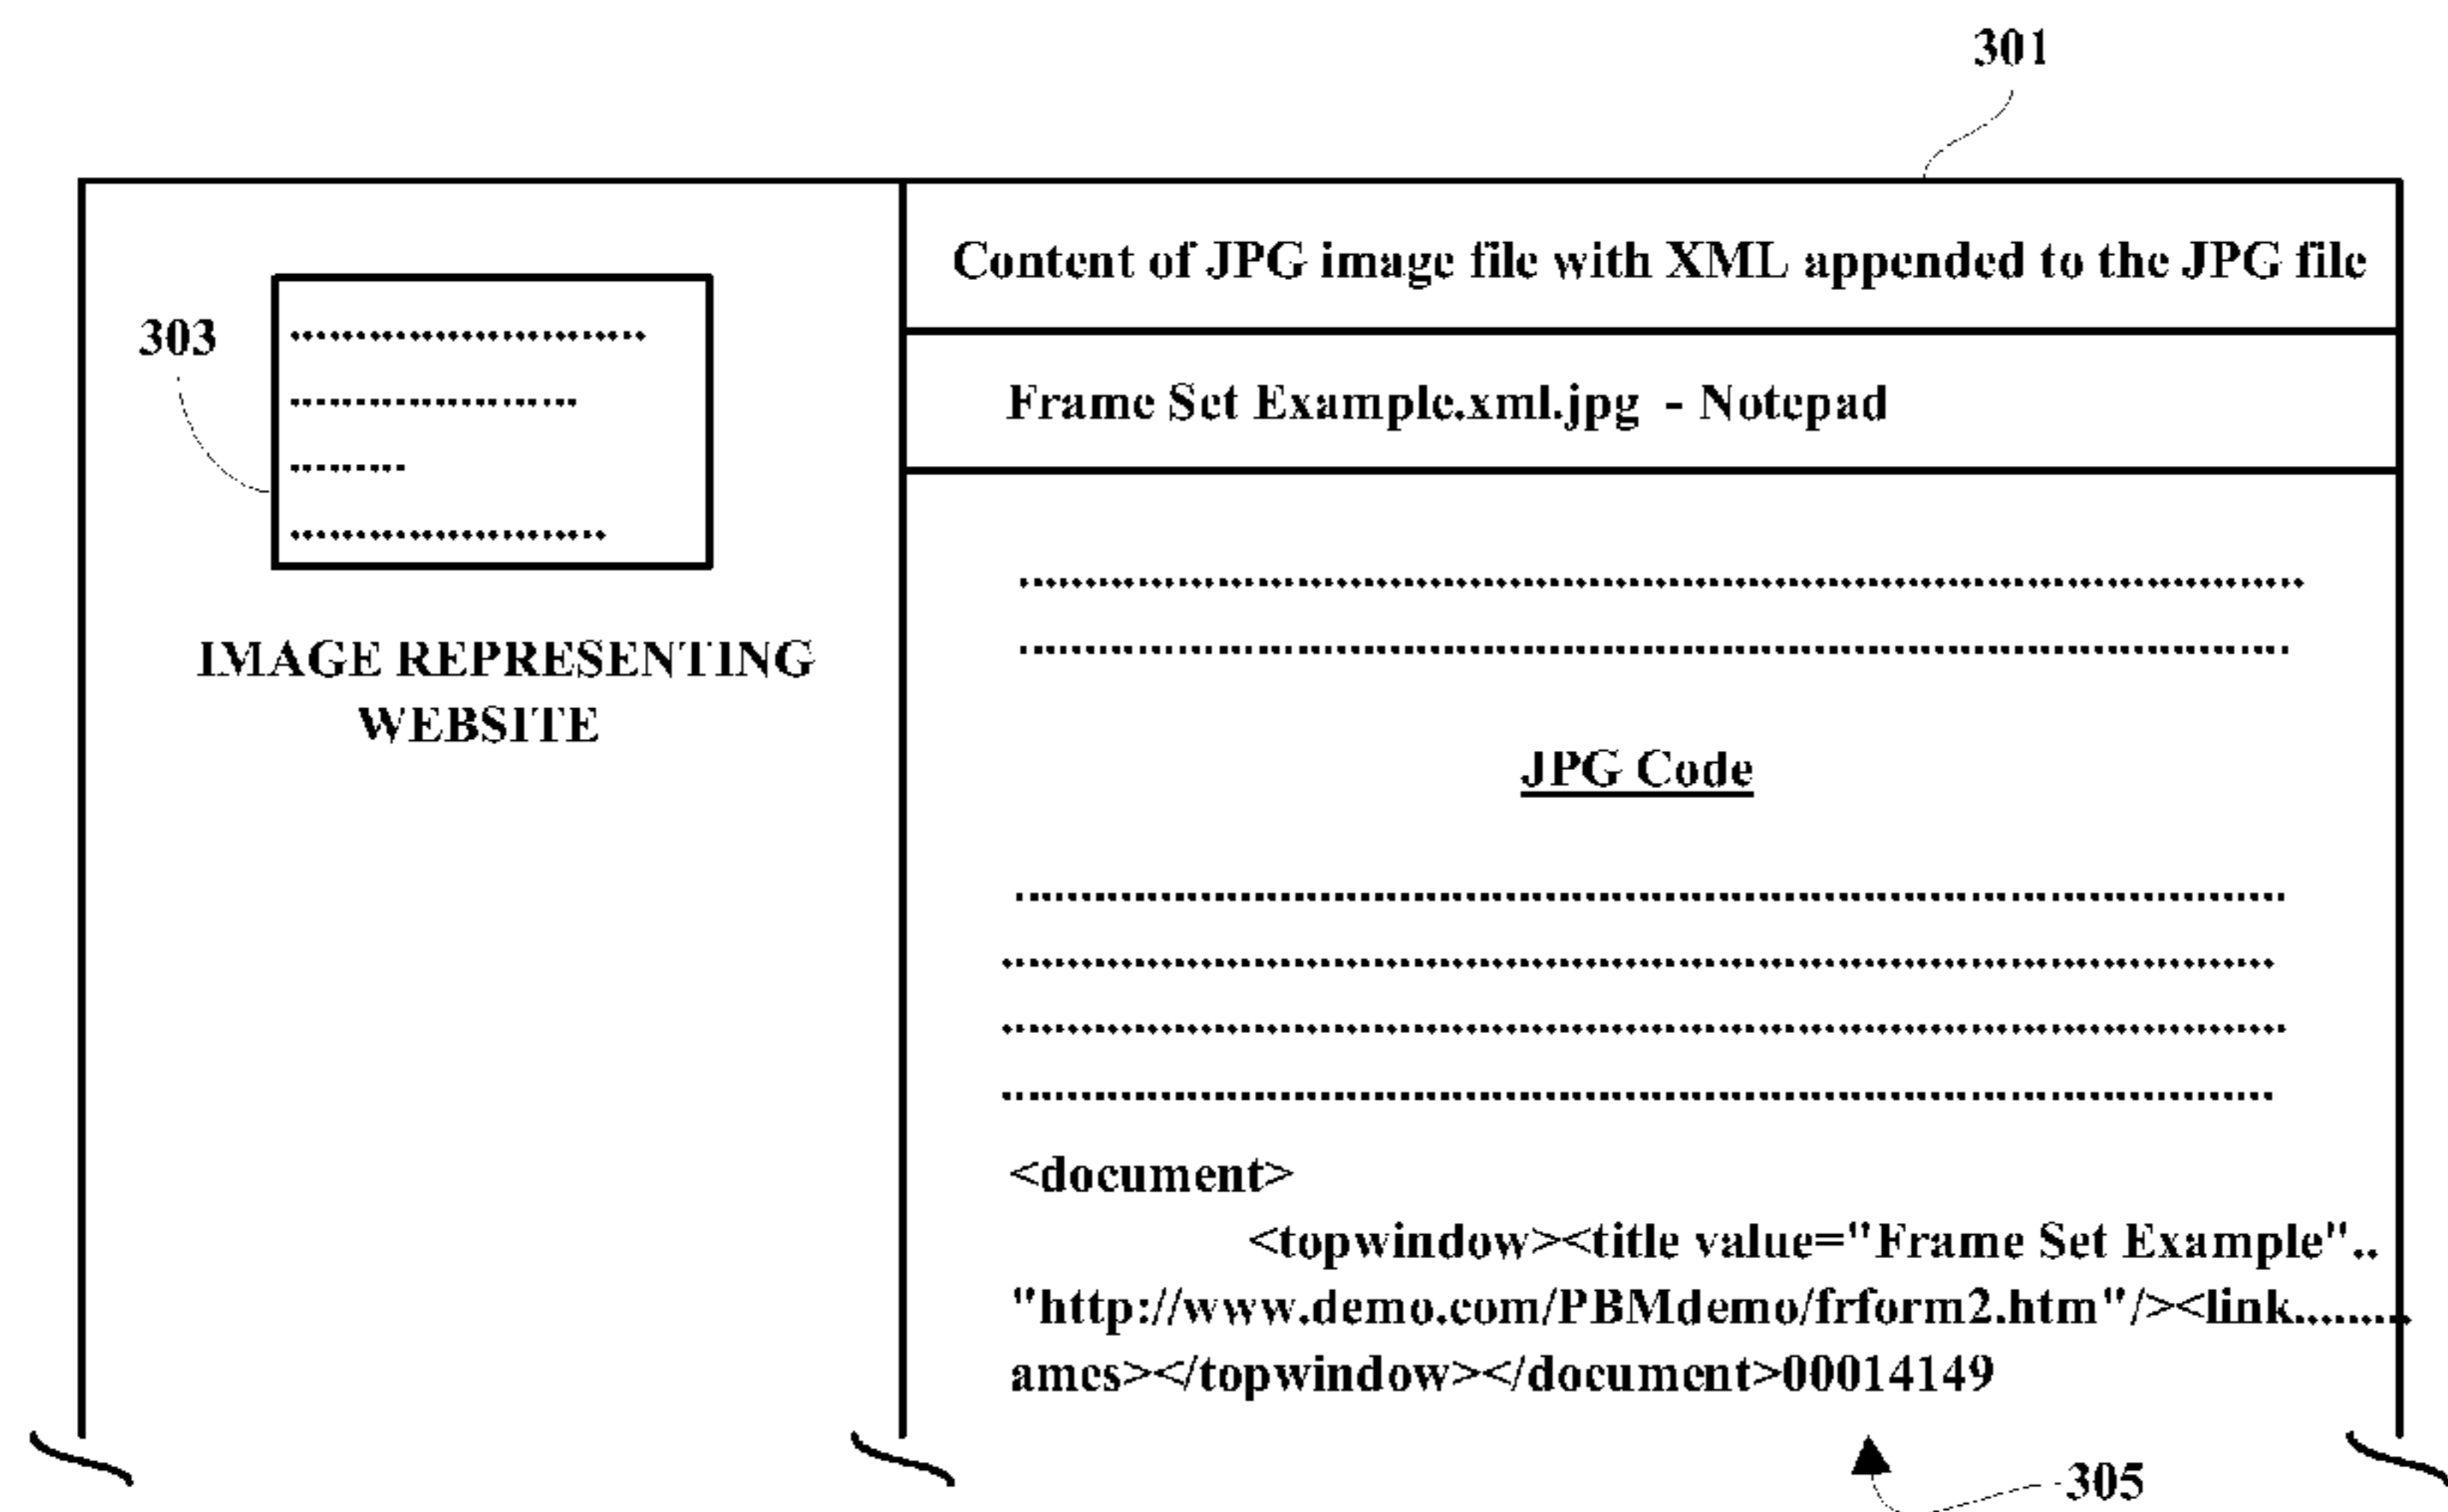 301
Content of JPG image file with XML appended to the JPG file
303
Frame Set Example.xml.jpg - Notepad
IMAGE REPRESENTING
WEBSITE
JPG Code
<document>
<topwindow><title value="Frame Set Example"..
"http://www.demo.com/PBMdemo/frform2.htm"/><link.........
ames></topwindow></document>00014149
305